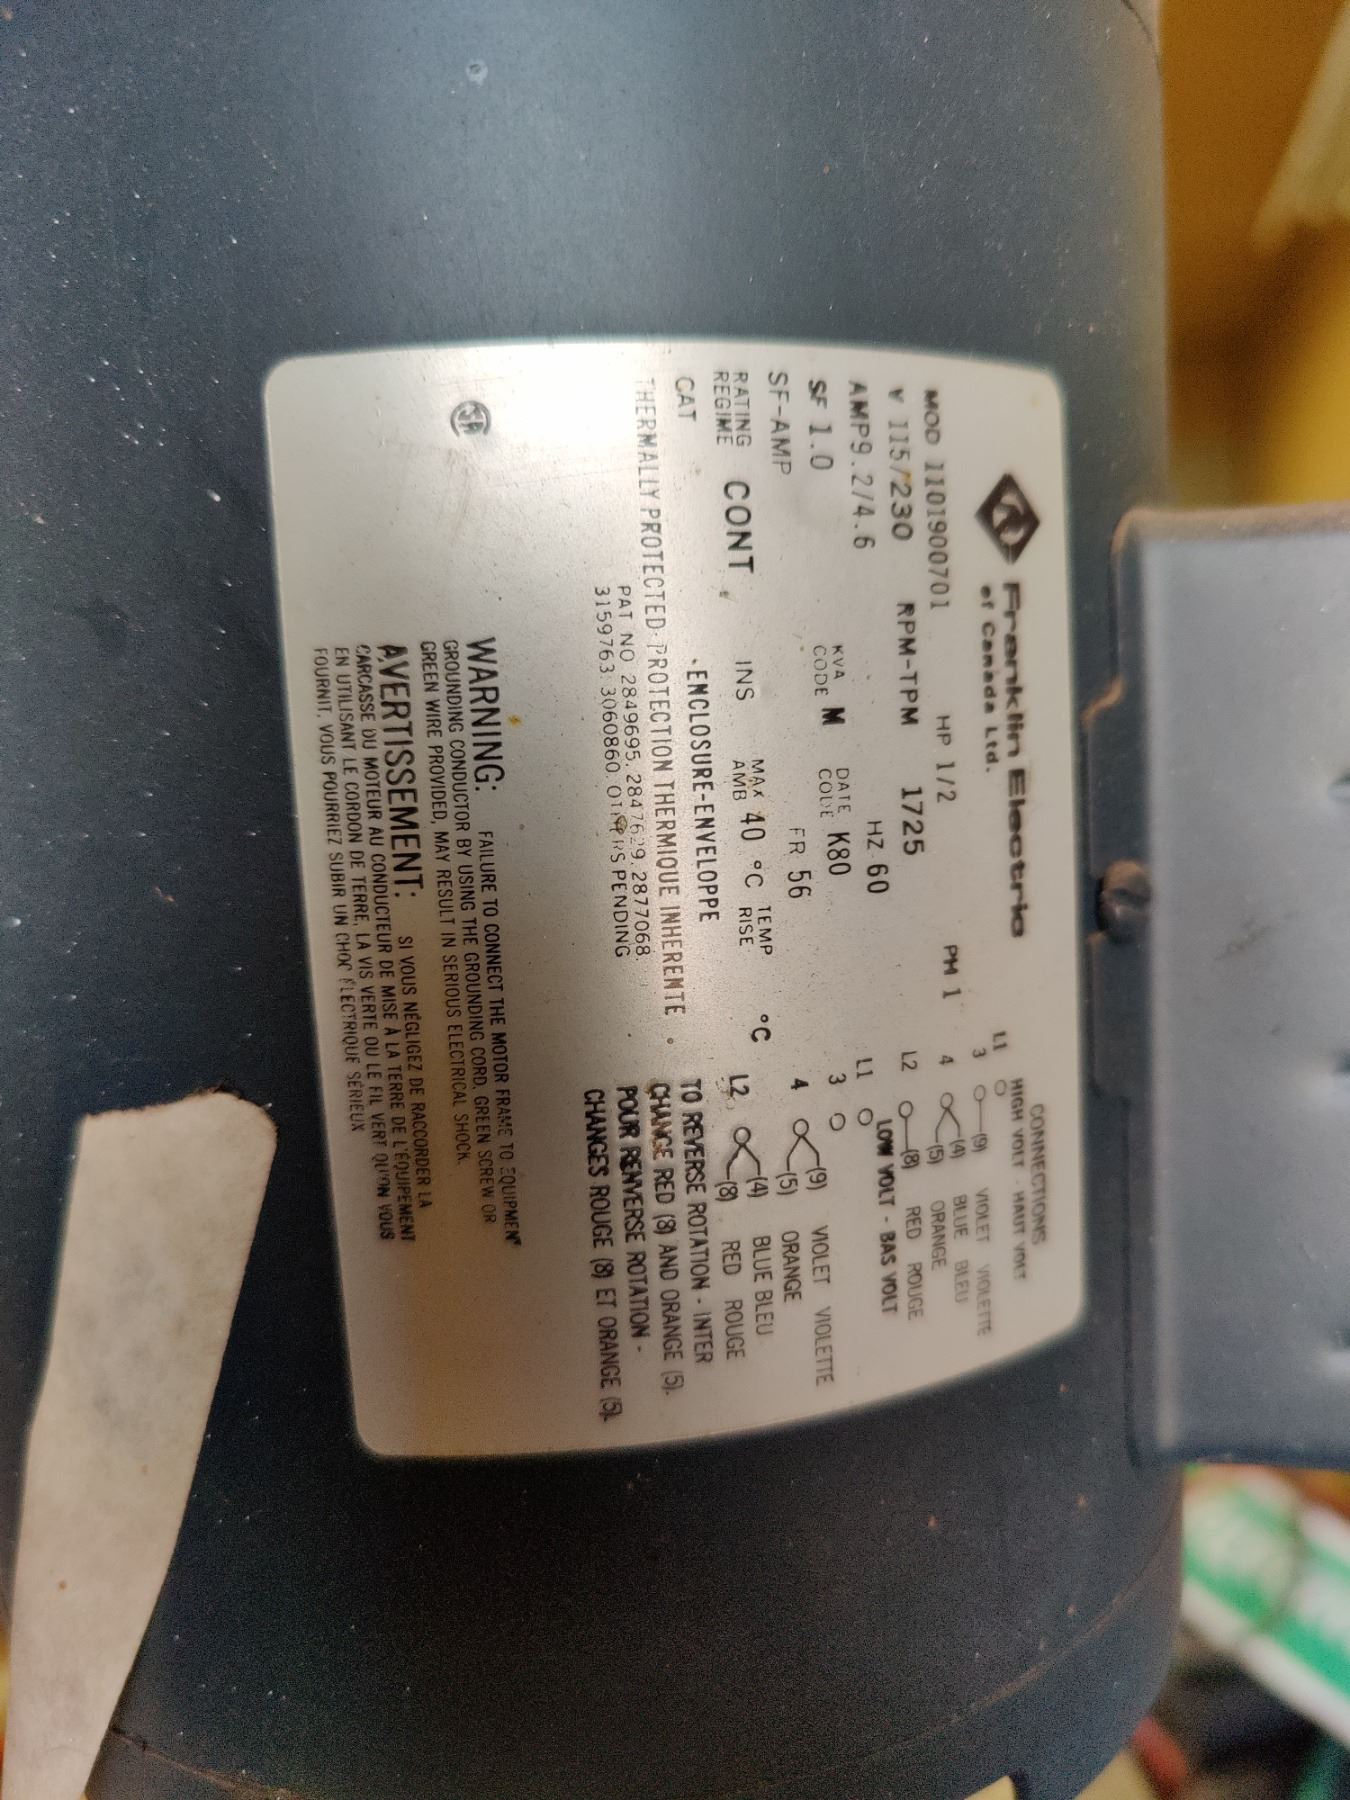 Franklin Electric
of Canada Ltd.
MOD 1101900701 HP 1/2 PH 1
V 115/230 RPM-TPM 1725
AMP 9.2/4.6 HZ 60
SF 1.0 KVA CODE M DATE CODE K80
SF-AMP FR 56
RATING REGIME CONT INS MAX AMB 40 °C TEMP RISE °C
CAT ·ENCLOSURE-ENVELOPPE
THERMALLY PROTECTED-PROTECTION THERMIQUE INHERENTE
PAT NO 2849695, 2877068
3159763 3060860 PENDING
CONNECTIONS
HIGH VOLT - HAUT VOLT
L1
3 (9) VIOLET VIOLETTE
4 (4) BLUE BLEU
(5) ORANGE
L2 (8) RED ROUGE
LOW VOLT - BAS VOLT
L1
3
4 (9) VIOLET VIOLETTE
(5) ORANGE
L2 (4) BLUE BLEU
(8) RED ROUGE
TO REVERSE ROTATION - INTER
CHANGE RED (8) AND ORANGE (5).
POUR RENVERSE ROTATION -
CHANGES ROUGE (8) ET ORANGE (5).
WARNING: FAILURE TO CONNECT THE MOTOR FRAME TO EQUIPMEN
GROUNDING CONDUCTOR BY USING THE GROUNDING CORD, GREEN SCREW OR
GREEN WIRE PROVIDED, MAY RESULT IN SERIOUS ELECTRICAL SHOCK.
AVERTISSEMENT: SI VOUS NÉGLIGEZ DE RACCORDER LA
CARCASSE DU MOTEUR AU CONDUCTEUR DE MISE À LA TERRE DE L'ÉQUIPEMENT
EN UTILISANT LE CORDON DE TERRE, LA VIS VERTE OU LE FIL VERT QU'ON VOUS
FOURNIT, VOUS POURRIEZ SUBIR UN CHOC ÉLECTRIQUE SÉRIEUX